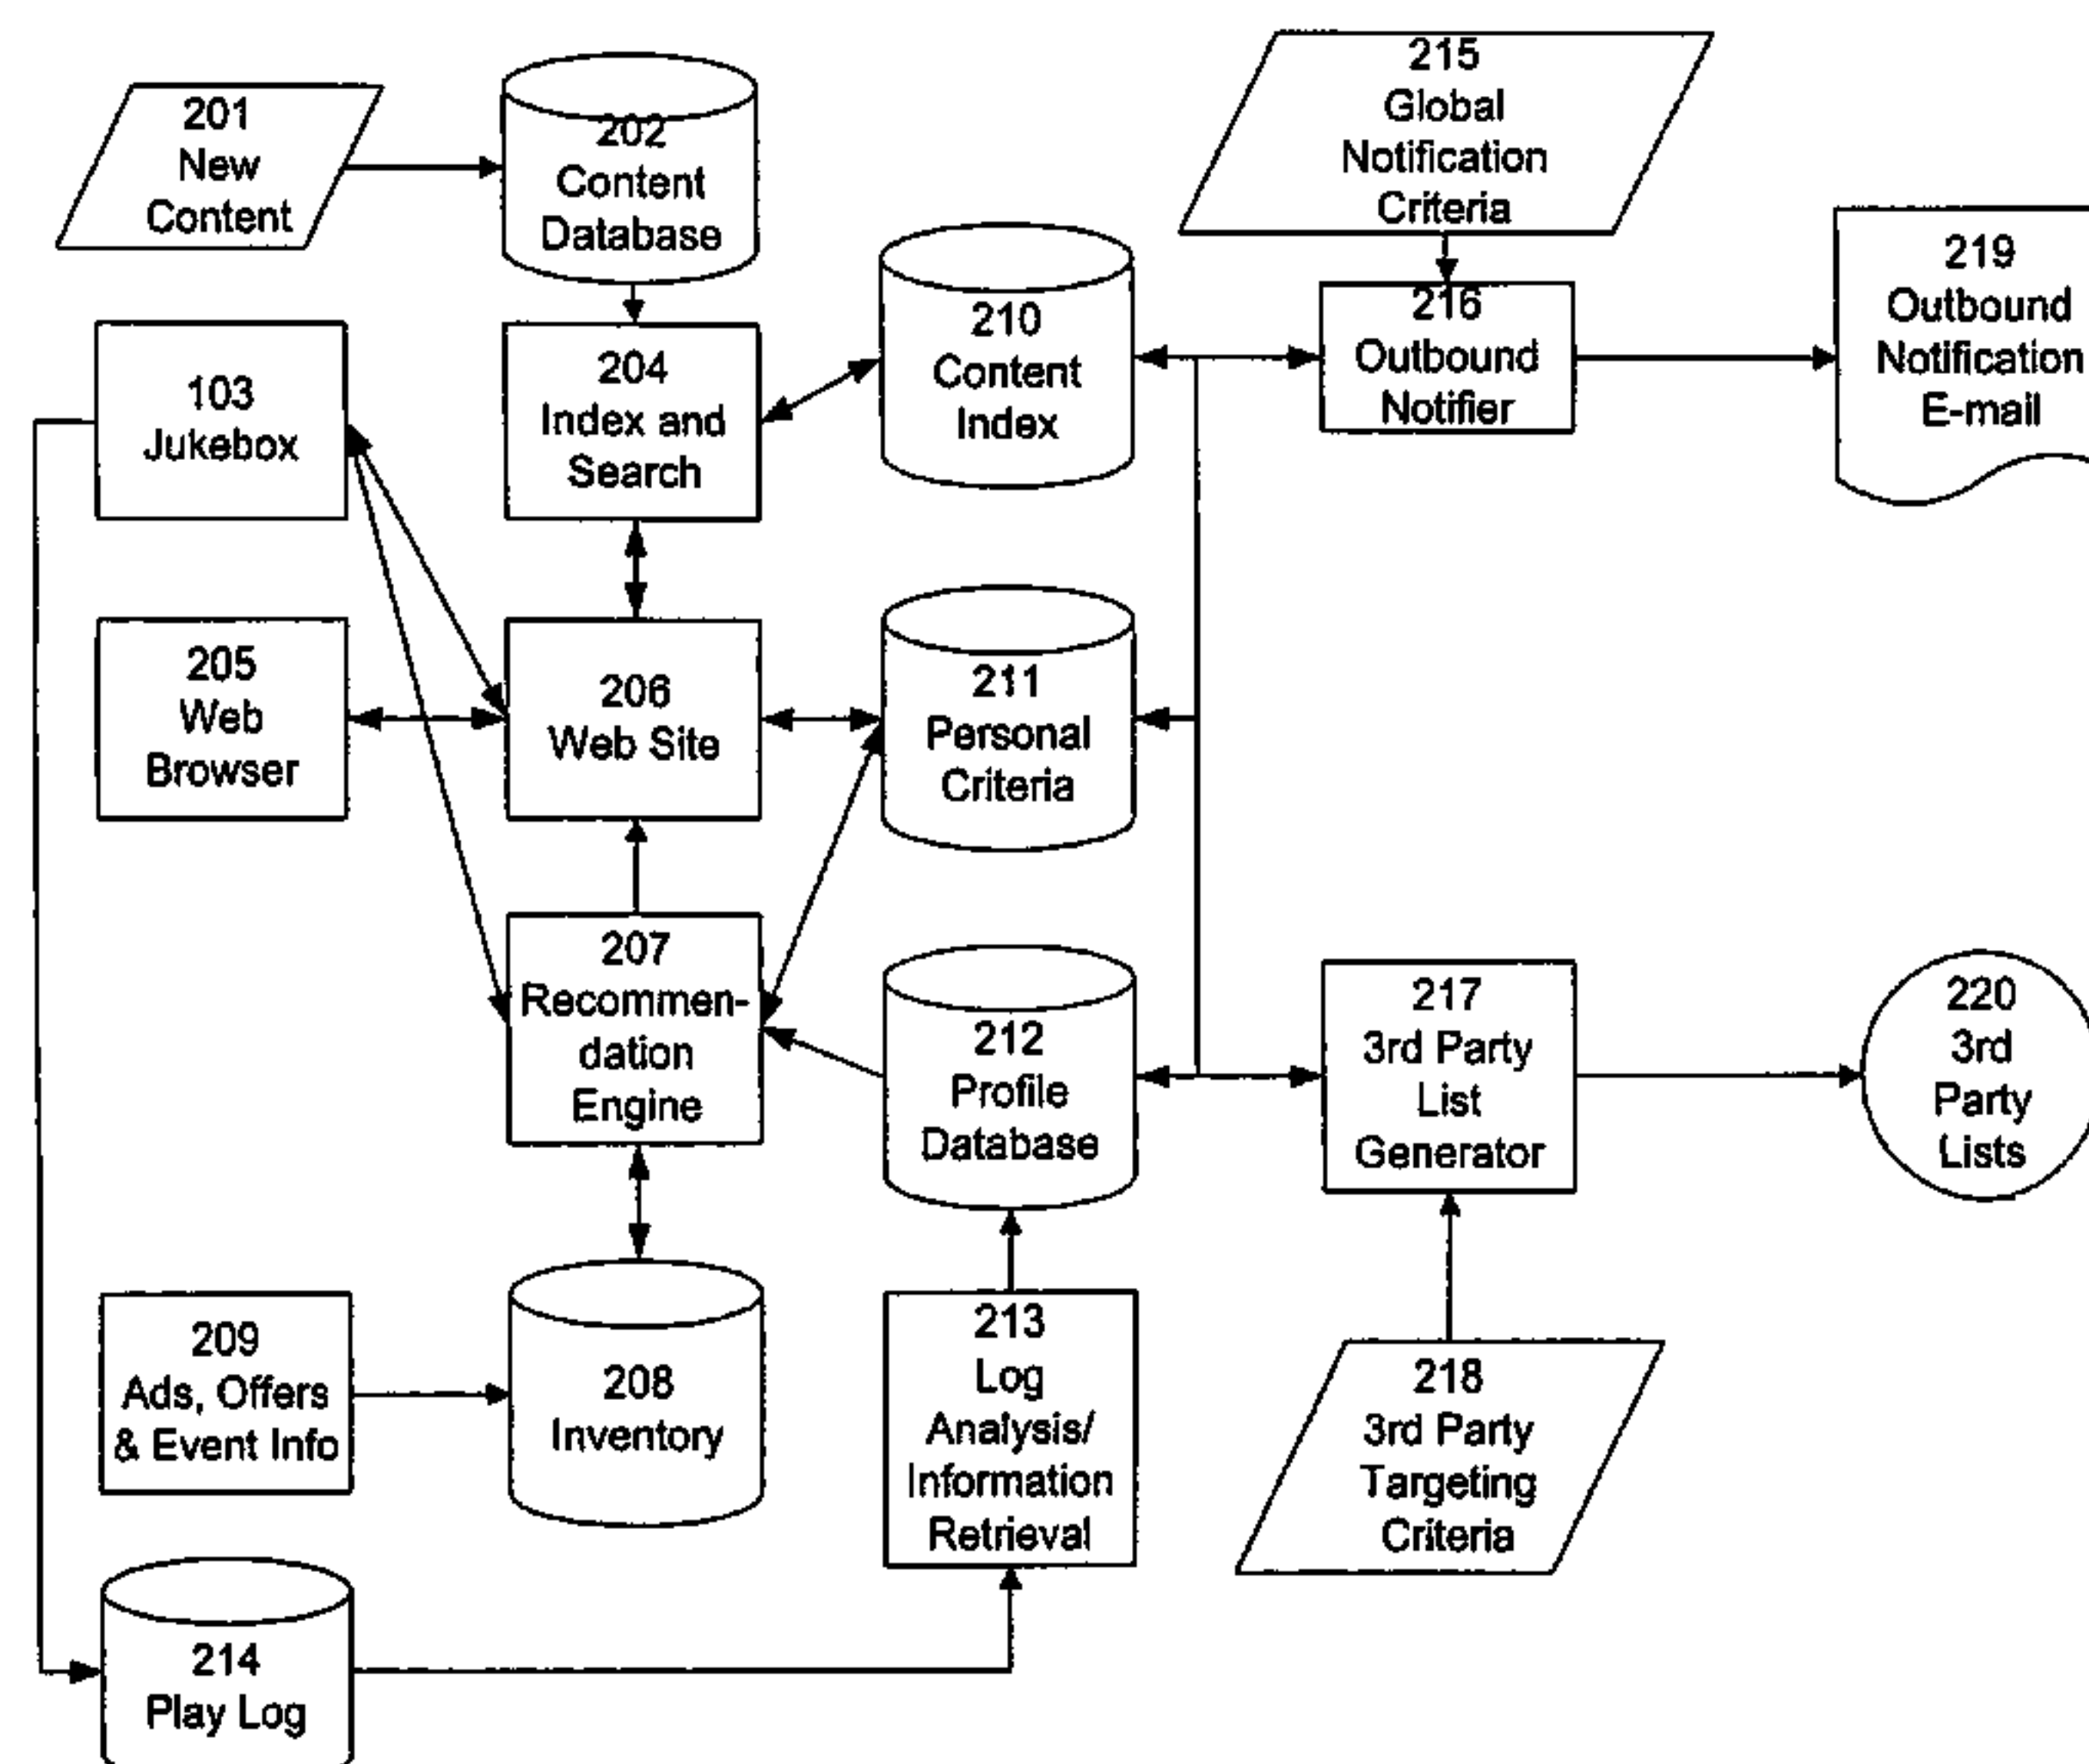 201
New
Content
202
Content
Database
215
Global
Notification
Criteria
219
Outbound
Notification
E-mail
103
Jukebox
204
Index and
Search
210
Content
Index
216
Outbound
Notifier
205
Web
Browser
206
Web Site
211
Personal
Criteria
207
Recommen-
dation
Engine
212
Profile
Database
217
3rd Party
List
Generator
220
3rd
Party
Lists
209
Ads, Offers
& Event Info
208
Inventory
213
Log
Analysis/
Information
Retrieval
218
3rd Party
Targeting
Criteria
214
Play Log